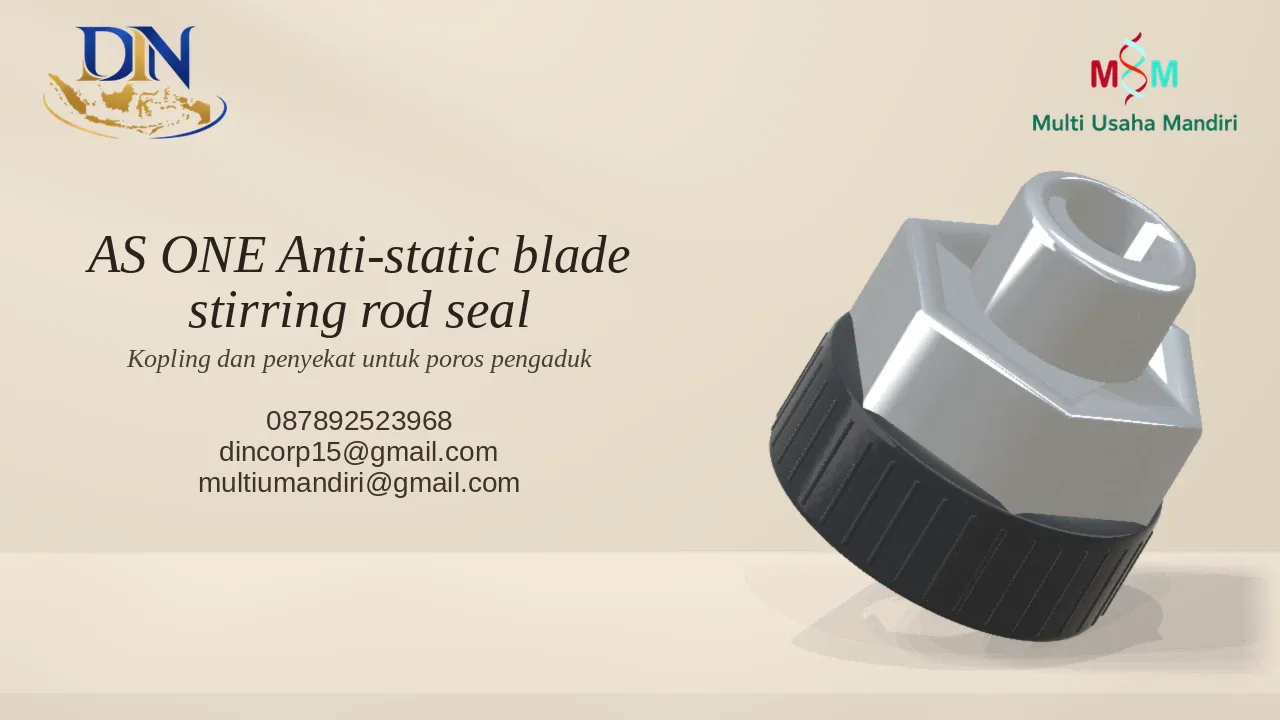 DN
M M
Multi Usaha Mandiri
AS ONE Anti-static blade
stirring rod seal
Kopling dan penyekat untuk poros pengaduk
087892523968
dincorp15@gmail.com
multiumandiri@gmail.com